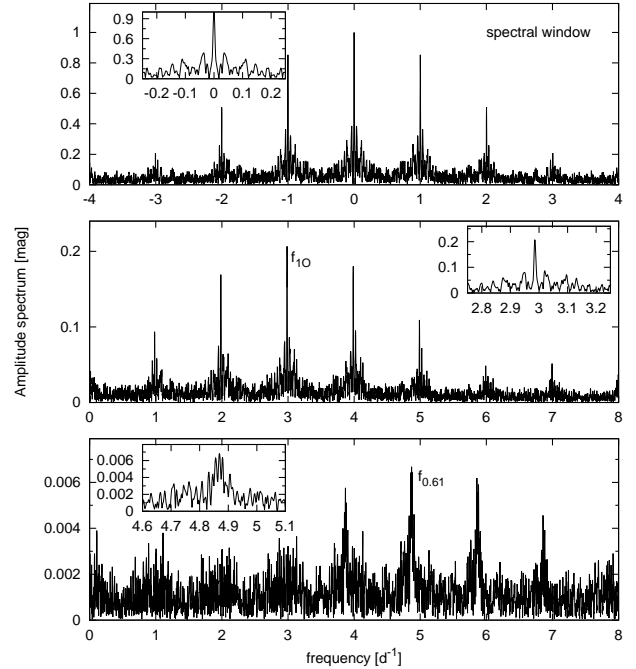 spectral window
1
0.8
0.6
0.4
0.2
0
-4 -3 -2 -1 0 1 2 3 4
0.9
0.6
0.3
0
-0.2 -0.1 0 0.1 0.2
Amplitude spectrum [mag]
0.2
0.1
0
0 1 2 3 4 5 6 7 8
f1O
0.2
0.1
0
2.8 2.9 3 3.1 3.2
0.006
0.004
0.002
0
0 1 2 3 4 5 6 7 8
f0.61
0.006
0.004
0.002
0
4.6 4.7 4.8 4.9 5 5.1
frequency [d-1]